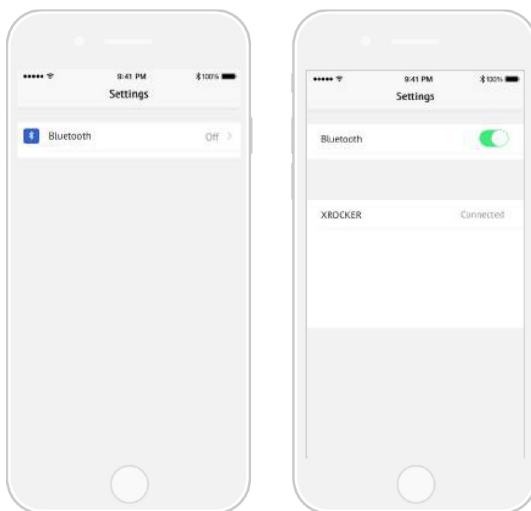 9:41 PM 100%
Settings
Bluetooth Off
9:41 PM 100%
Settings
Bluetooth
XROCKER Connected